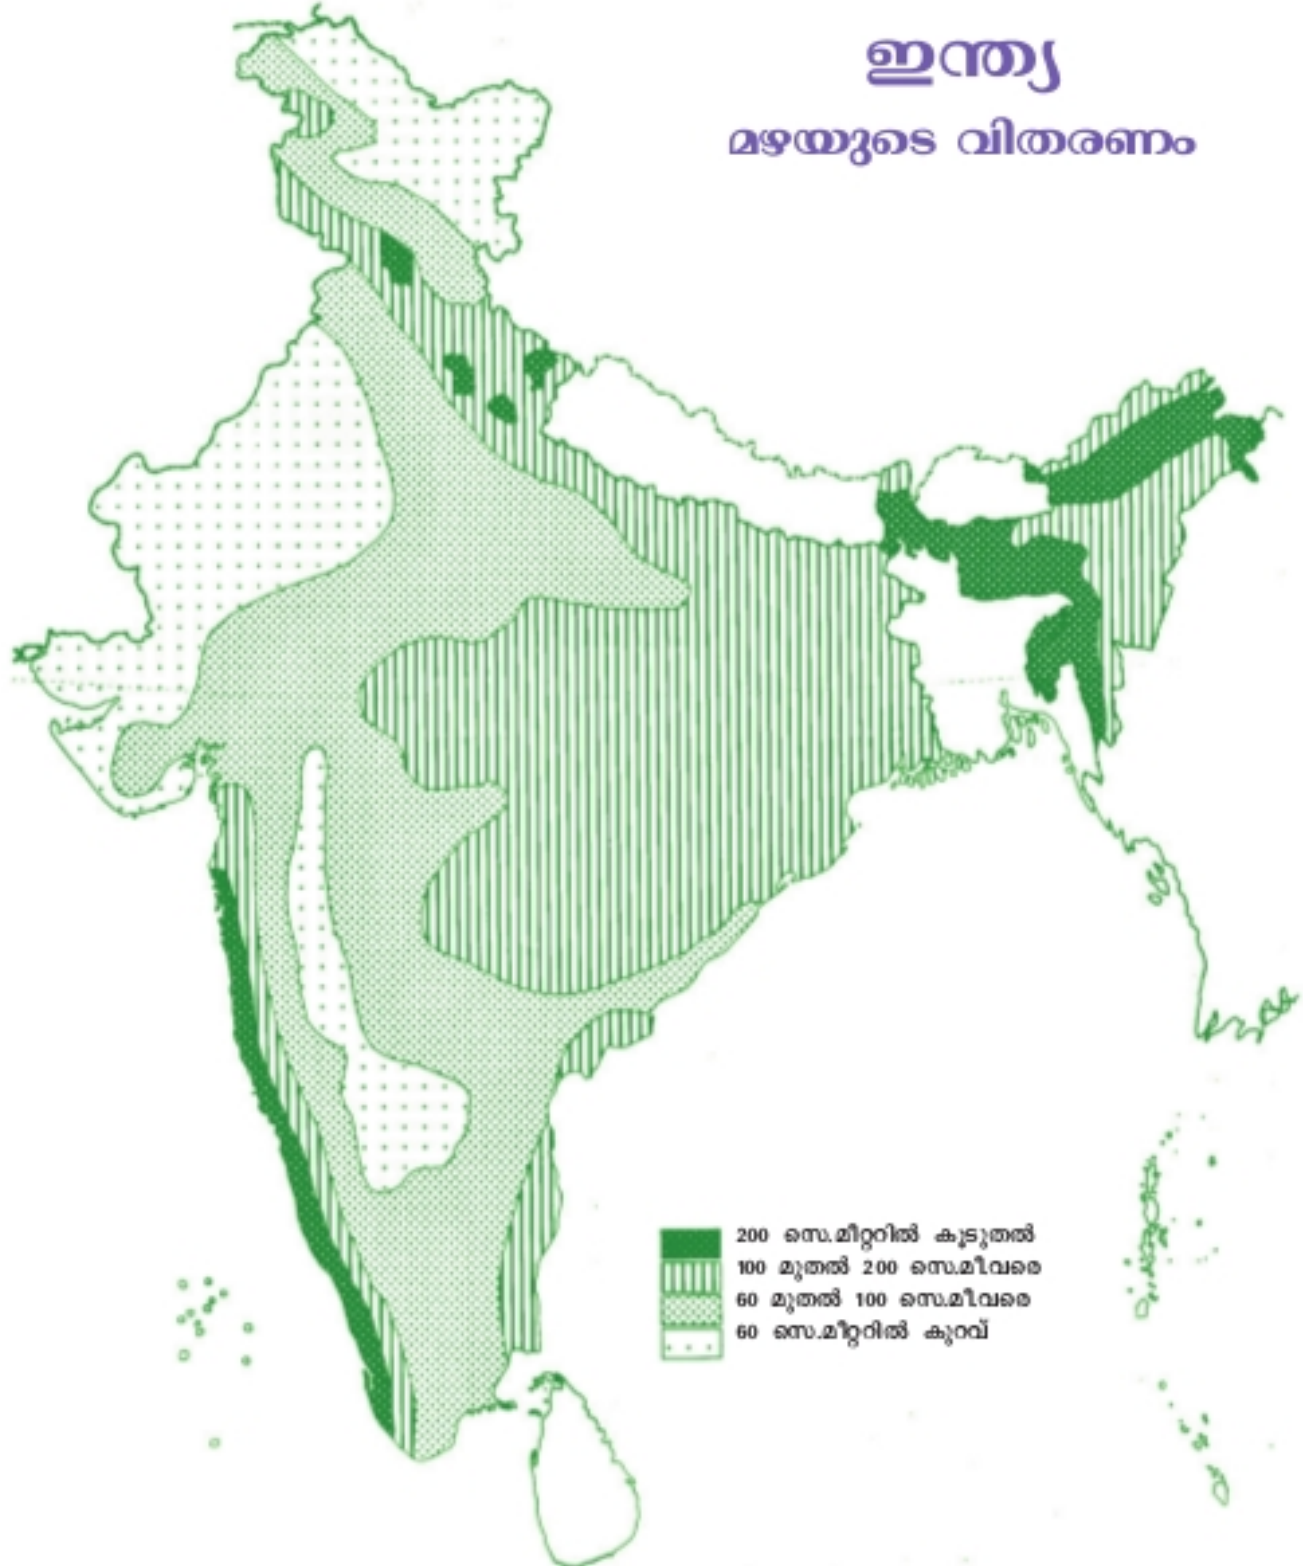 ഇന്ത്യ
മഴയുടെ വിതരണം
200 സെ.മീറ്ററിൽ കൂടുതൽ
100 മുതൽ 200 സെ.മീ.വരെ
60 മുതൽ 100 സെ.മീ.വരെ
60 സെ.മീറ്ററിൽ കുറവ്